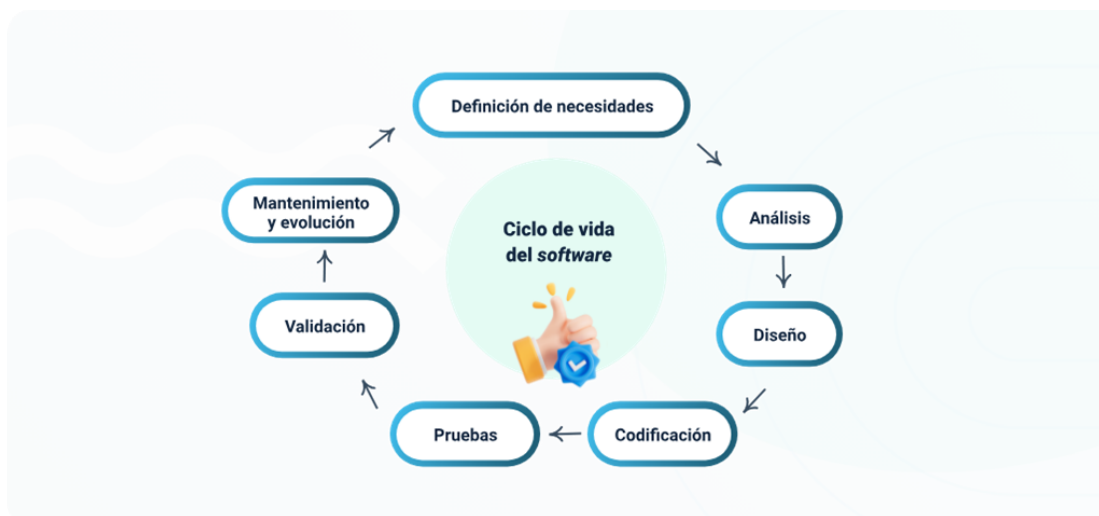 Definición de necesidades
Análisis
Diseño
Codificación
Pruebas
Validación
Mantenimiento
y evolución
Ciclo de vida
del software